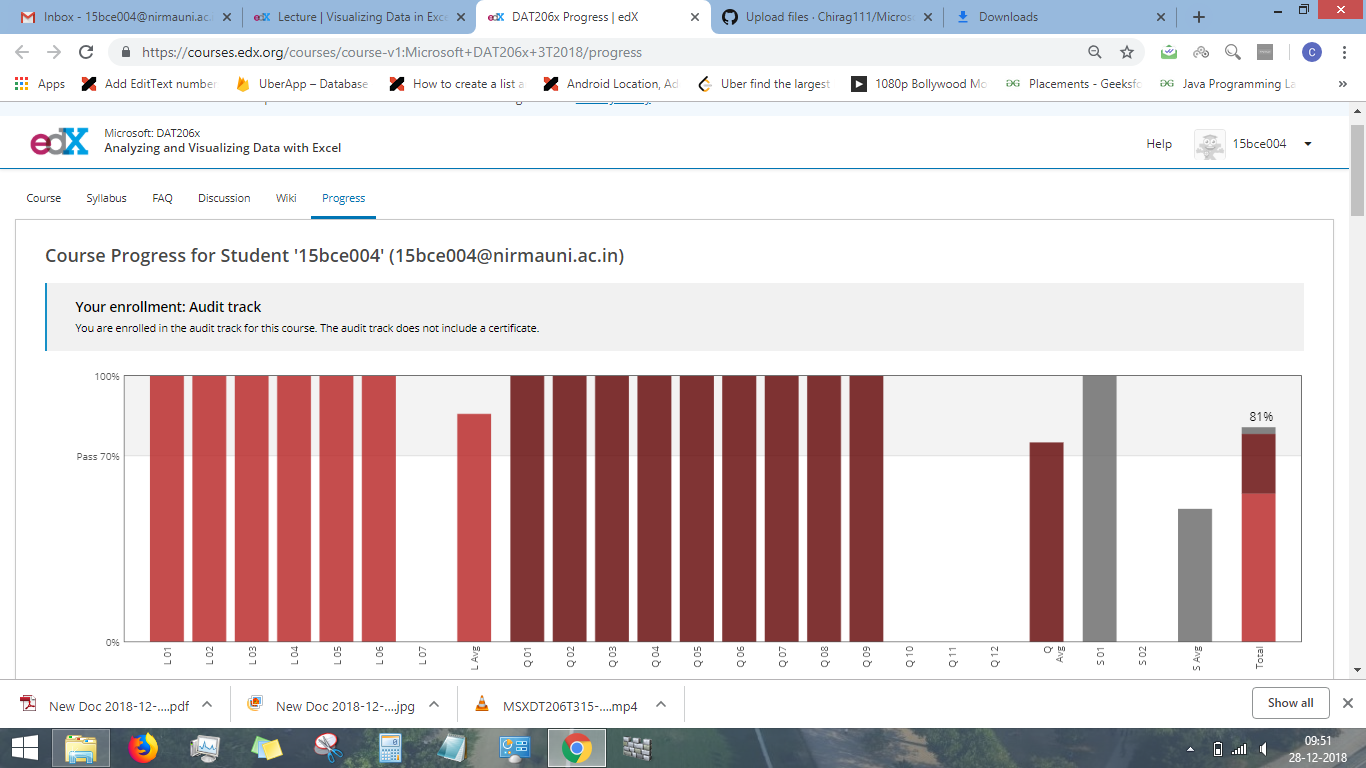 Inbox - 15bce004@nirmauni.ac.
Lecture | Visualizing Data in Exce
DAT206x Progress | edX
Upload files · Chirag111/Micros
Downloads
https://courses.edx.org/courses/course-v1:Microsoft+DAT206x+3T2018/progress
C
Apps
Add EditText number
UberApp – Database
How to create a list a
Android Location, Ad
Uber find the largest
1080p Bollywood Mo
Placements - Geeksfo
Java Programming La
»
edX
Microsoft: DAT206x
Analyzing and Visualizing Data with Excel
Help
15bce004
Course
Syllabus
FAQ
Discussion
Wiki
Progress
Course Progress for Student '15bce004' (15bce004@nirmauni.ac.in)
Your enrollment: Audit track
You are enrolled in the audit track for this course. The audit track does not include a certificate.
100%
Pass 70%
0%
81%
L 01
L 02
L 03
L 04
L 05
L 06
L 07
L Avg
Q 01
Q 02
Q 03
Q 04
Q 05
Q 06
Q 07
Q 08
Q 09
Q 10
Q 11
Q 12
Q
Avg
S 01
S 02
S Avg
Total
New Doc 2018-12-....pdf
New Doc 2018-12-....jpg
MSXDT206T315-....mp4
Show all
09:51
28-12-2018